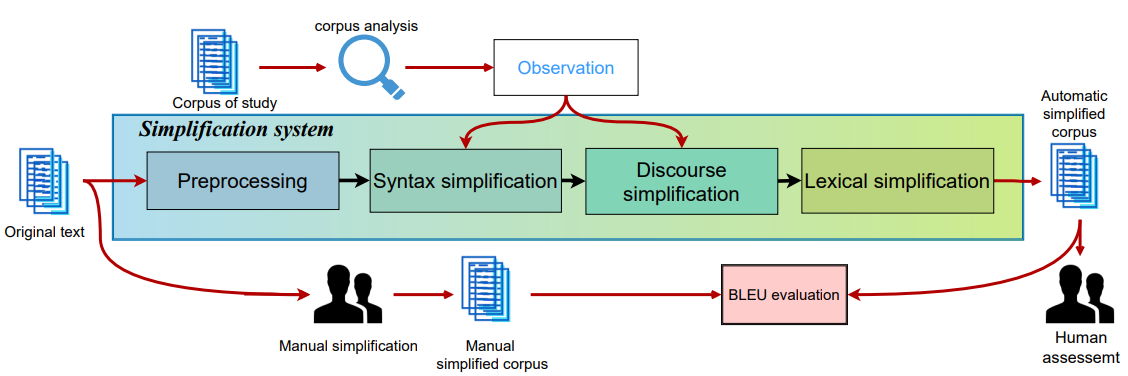 corpus analysis
Observation
Corpus of study
Automatic
simplified
corpus
Simplification system
Preprocessing
Syntax simplification
Discourse
simplification
Lexical simplification
Original text
BLEU evaluation
Manual simplification
Manual
simplified corpus
Human
assessemt